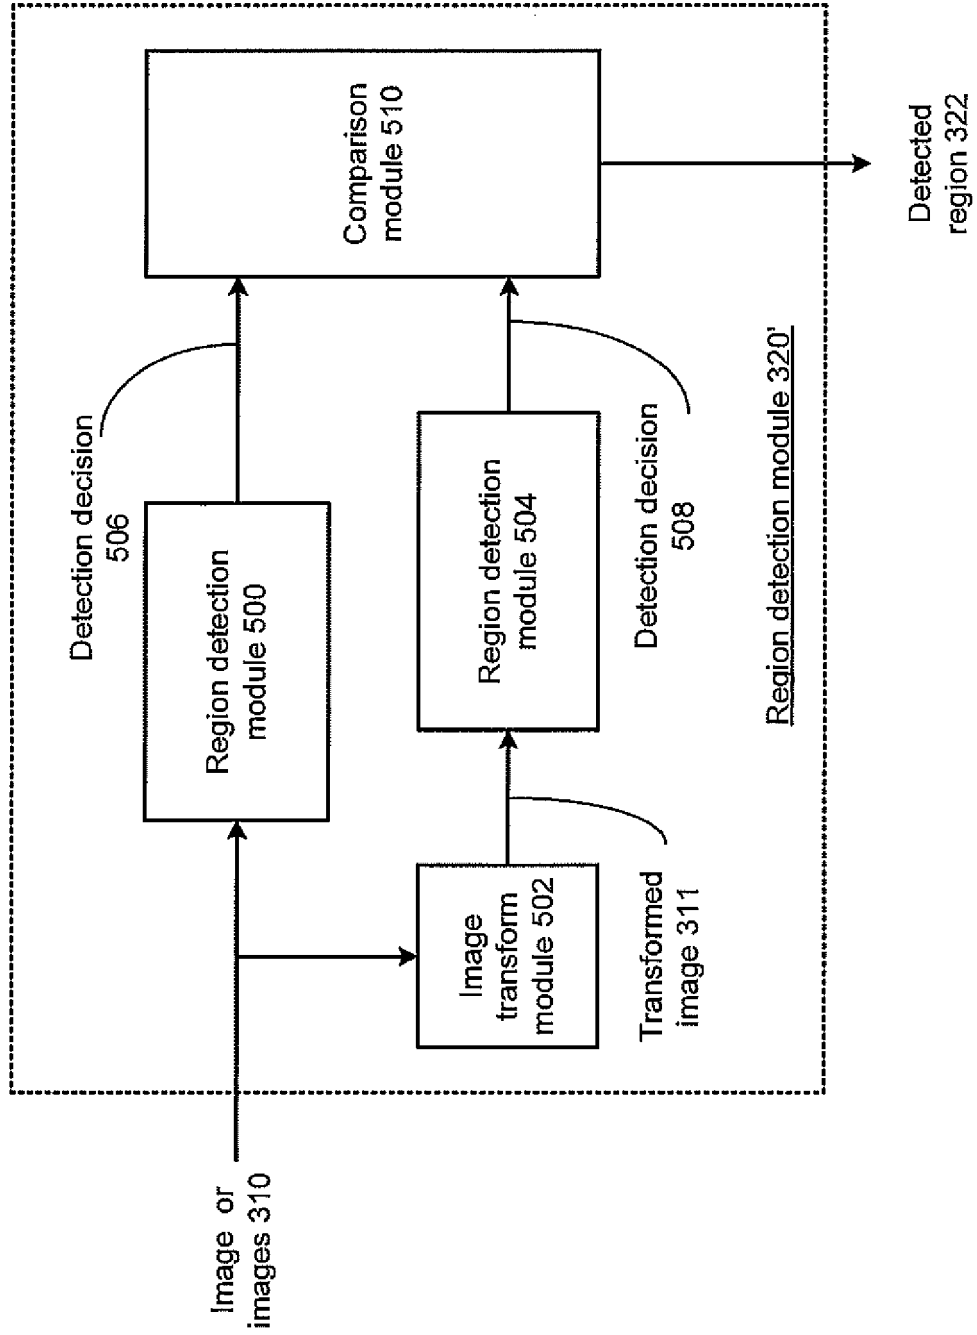 Image or
images 310
Detection decision
506
Region detection
module 500
Comparison
module 510
Image
transform
module 502
Region detection
module 504
Transformed
image 311
Detection decision
508
Region detection module 320'
Detected
region 322